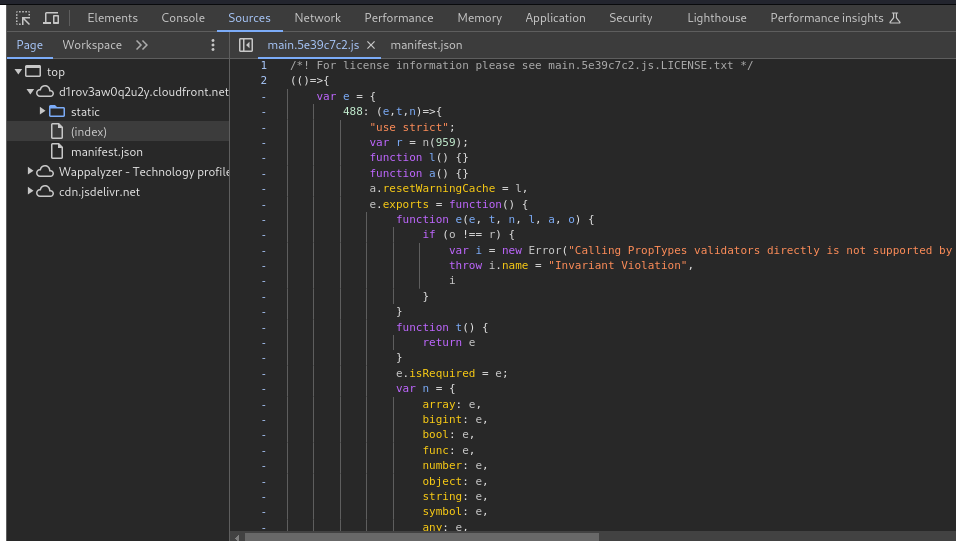 Elements Console Sources Network Performance Memory Application Security Lighthouse Performance insights
Page Workspace
main.5e39c7c2.js × manifest.json
top
d1rov3aw0q2u2y.cloudfront.net
static
(index)
manifest.json
Wappalyzer - Technology profile
cdn.jsdelivr.net
1 /*! For license information please see main.5e39c7c2.js.LICENSE.txt */
2 (()=>{
- var e = {
- 488: (e,t,n)=>{
- "use strict";
- var r = n(959);
- function l() {}
- function a() {}
- a.resetWarningCache = l,
- e.exports = function() {
- function e(e, t, n, l, a, o) {
- if (o !== r) {
- var i = new Error("Calling PropTypes validators directly is not supported by
- throw i.name = "Invariant Violation",
- i
- }
- }
- function t() {
- return e
- }
- e.isRequired = e;
- var n = {
- array: e,
- bigint: e,
- bool: e,
- func: e,
- number: e,
- object: e,
- string: e,
- symbol: e,
- any: e,